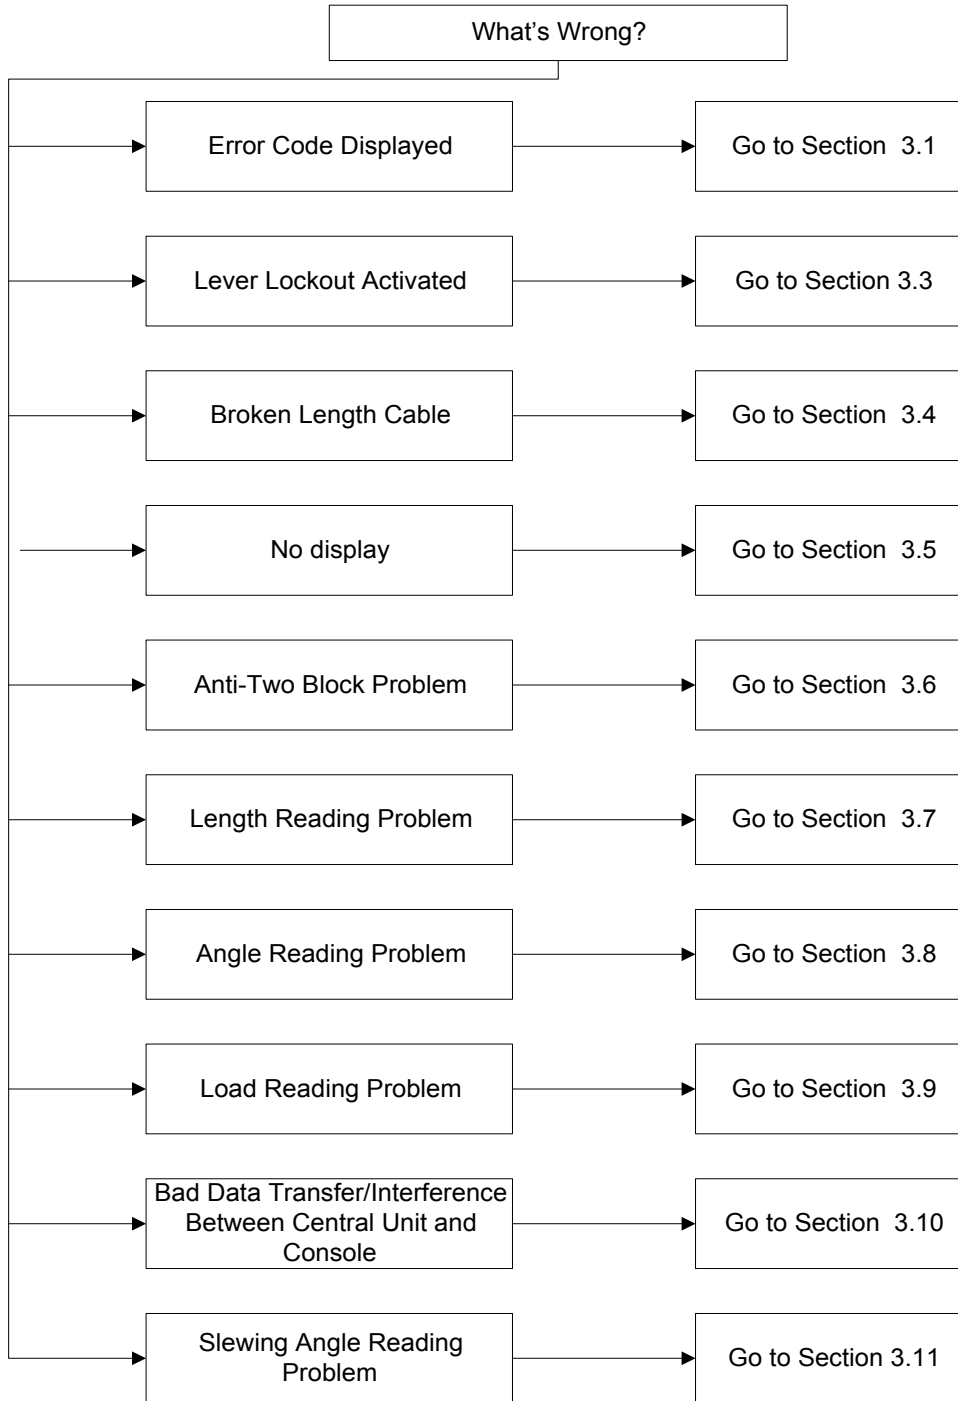 What's Wrong?
Error Code Displayed
Go to Section 3.1
Lever Lockout Activated
Go to Section 3.3
Broken Length Cable
Go to Section 3.4
No display
Go to Section 3.5
Anti-Two Block Problem
Go to Section 3.6
Length Reading Problem
Go to Section 3.7
Angle Reading Problem
Go to Section 3.8
Load Reading Problem
Go to Section 3.9
Bad Data Transfer/Interference
Between Central Unit and
Console
Go to Section 3.10
Slewing Angle Reading
Problem
Go to Section 3.11